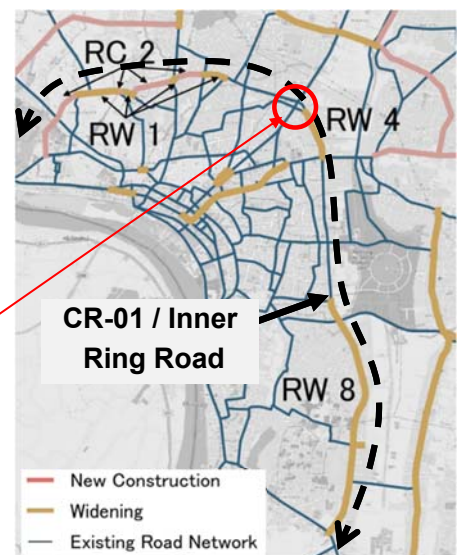 RC 2
RW 1
RW 4
CR-01 / Inner
Ring Road
RW 8
New Construction
Widening
Existing Road Network